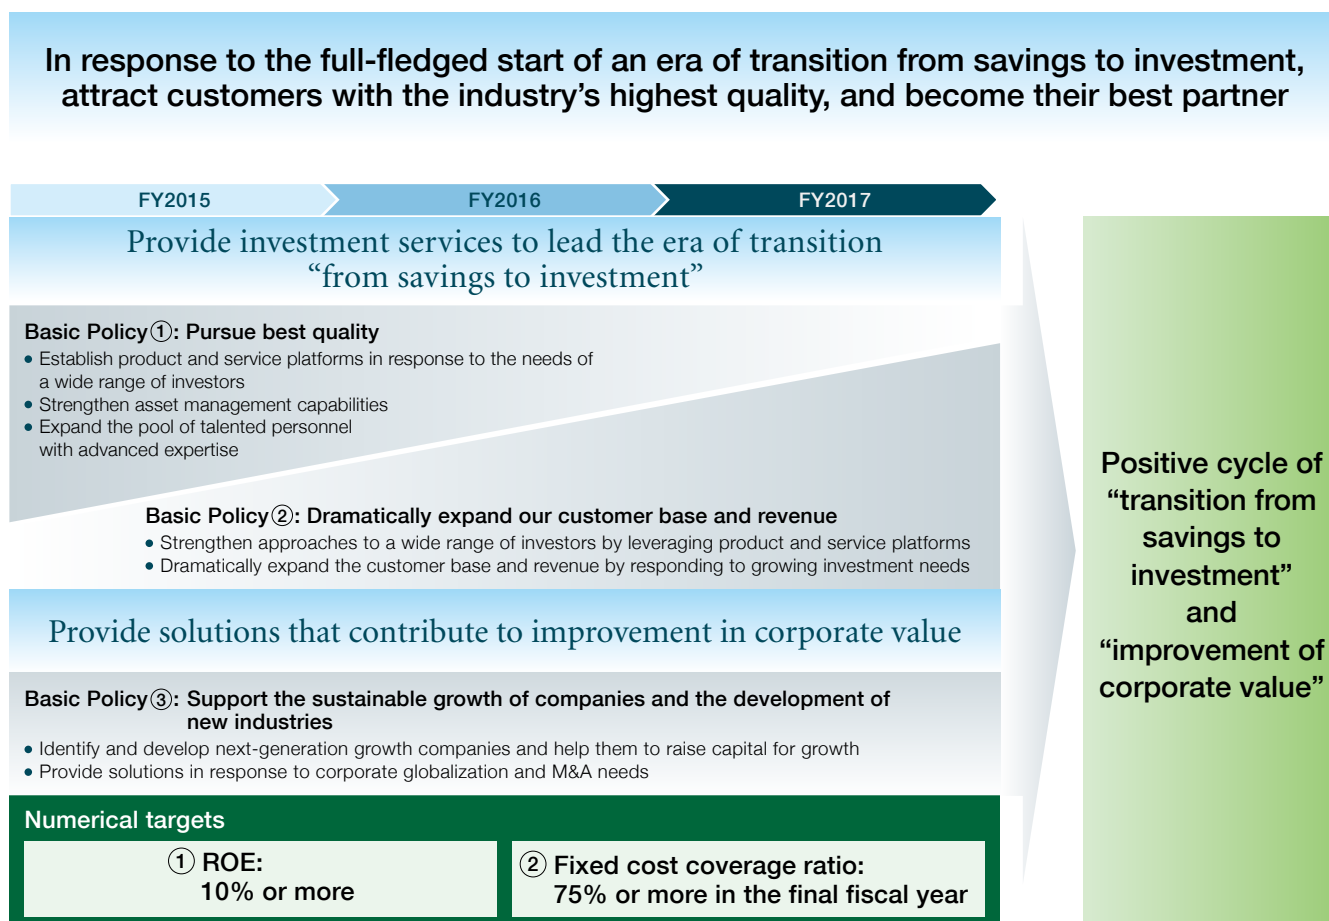 In response to the full-fledged start of an era of transition from savings to investment,
attract customers with the industry's highest quality, and become their best partner
FY2015
FY2016
FY2017
Provide investment services to lead the era of transition
“from savings to investment”
Basic Policy①: Pursue best quality
• Establish product and service platforms in response to the needs of
a wide range of investors
• Strengthen asset management capabilities
• Expand the pool of talented personnel
with advanced expertise
Basic Policy②: Dramatically expand our customer base and revenue
• Strengthen approaches to a wide range of investors by leveraging product and service platforms
• Dramatically expand the customer base and revenue by responding to growing investment needs
Provide solutions that contribute to improvement in corporate value
Basic Policy③: Support the sustainable growth of companies and the development of
new industries
• Identify and develop next-generation growth companies and help them to raise capital for growth
• Provide solutions in response to corporate globalization and M&A needs
Numerical targets
① ROE:
10% or more
② Fixed cost coverage ratio:
75% or more in the final fiscal year
Positive cycle of
“transition from
savings to
investment”
and
“improvement of
corporate value”